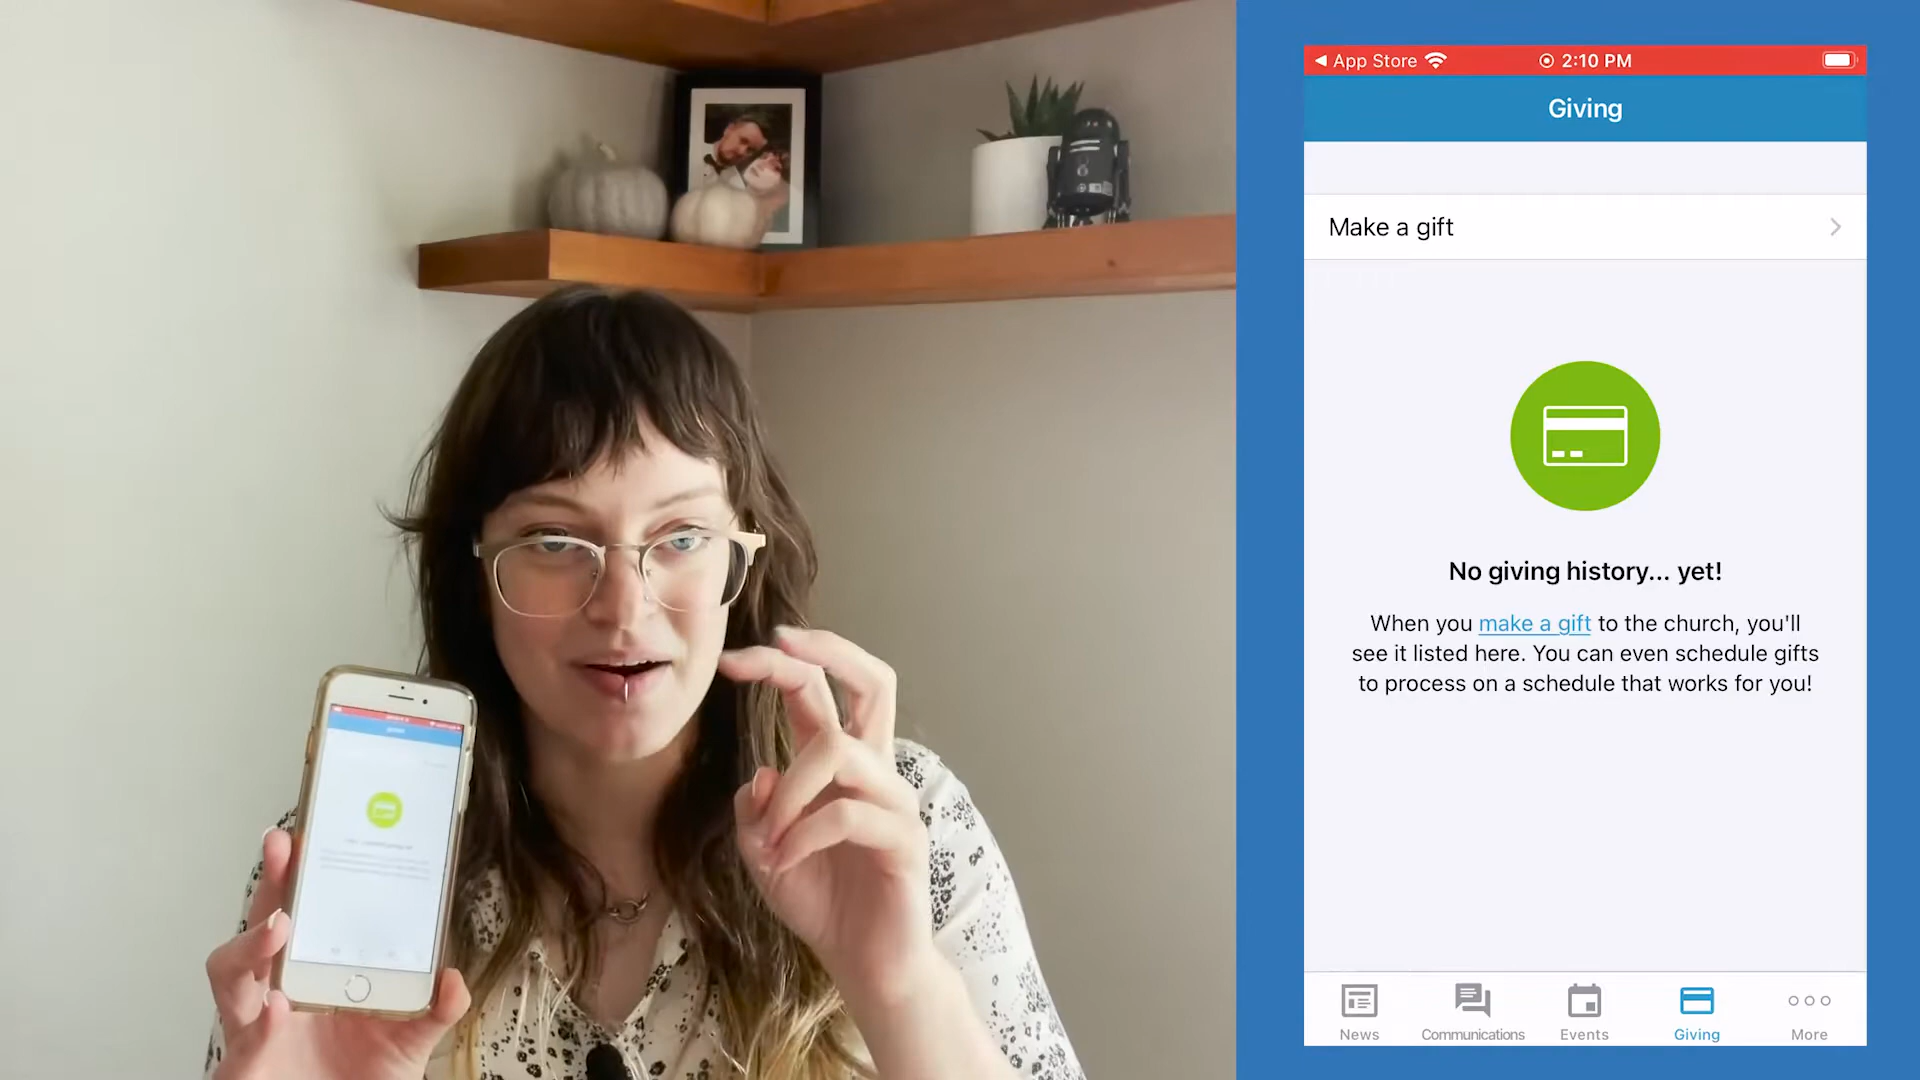 App Store 2:10 PM
Giving
Make a gift
No giving history... yet!
When you make a gift to the church, you'll
see it listed here. You can even schedule gifts
to process on a schedule that works for you!
News Communications Events Giving More